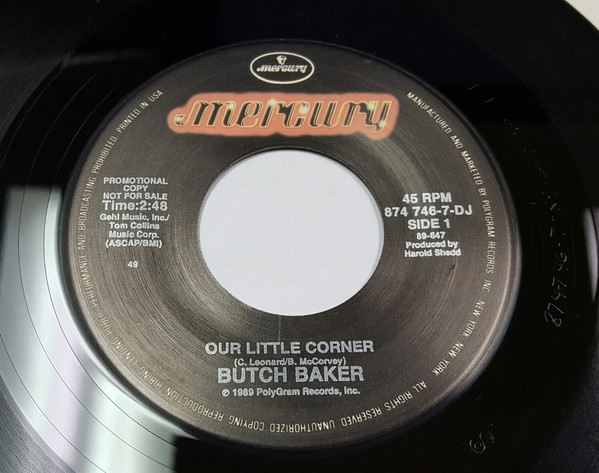 mercury
mercury
PROMOTIONAL
COPY
NOT FOR SALE
Time:2:48
Gehl Music, Inc./
Tom Collins
Music Corp.
(ASCAP/BMI)
49
45 RPM
874 746-7-DJ
SIDE 1
89-647
Produced by
Harold Shedd
OUR LITTLE CORNER
(C. Leonard/B. McCorvey)
BUTCH BAKER
℗ © 1989 PolyGram Records, Inc.
MANUFACTURED AND MARKETED BY POLYGRAM RECORDS, INC. NEW YORK, NEW YORK. ALL RIGHTS RESERVED. UNAUTHORIZED COPYING, REPRODUCTION, HIRING, LENDING, PUBLIC PERFORMANCE AND BROADCASTING PROHIBITED. PRINTED IN USA